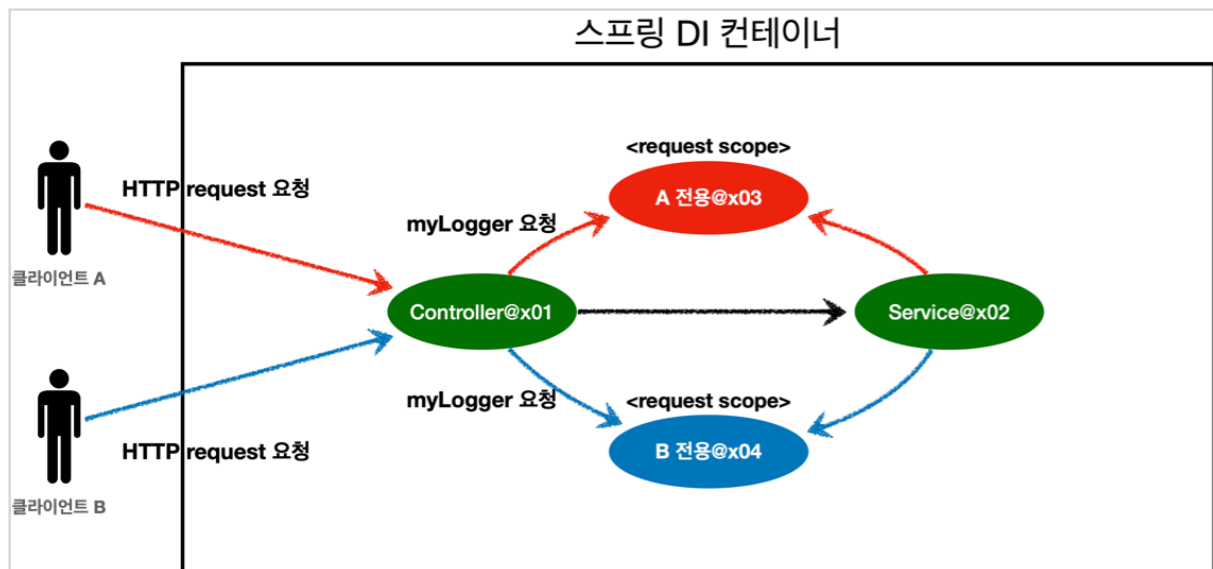 스프링 DI 컨테이너
<request scope>
HTTP request 요청
A 전용@x03
myLogger 요청
클라이언트 A
Controller@x01
Service@x02
myLogger 요청
<request scope>
HTTP request 요청
B 전용@x04
클라이언트 B